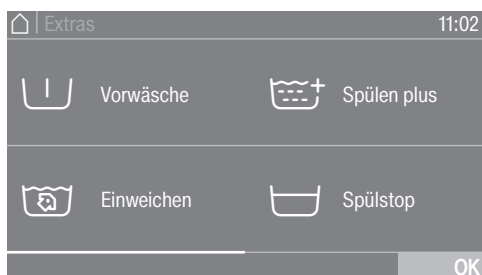 Extras 11:02
Vorwäsche Spülen plus
Einweichen Spülstop
OK